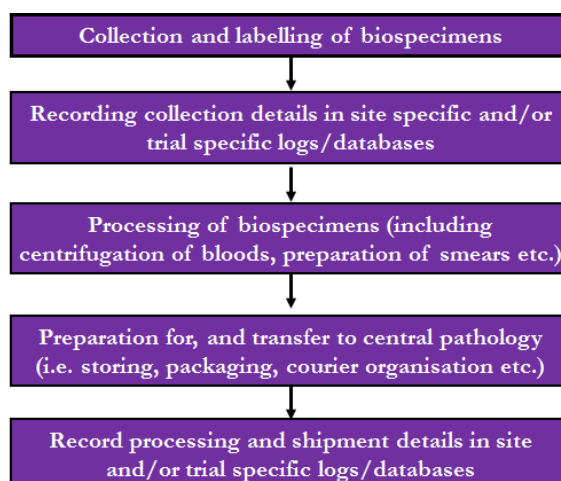 Collection and labelling of biospecimens
Recording collection details in site specific and/or
trial specific logs/databases
Processing of biospecimens (including
centrifugation of bloods, preparation of smears etc.)
Preparation for, and transfer to central pathology
(i.e. storing, packaging, courier organisation etc.)
Record processing and shipment details in site
and/or trial specific logs/databases